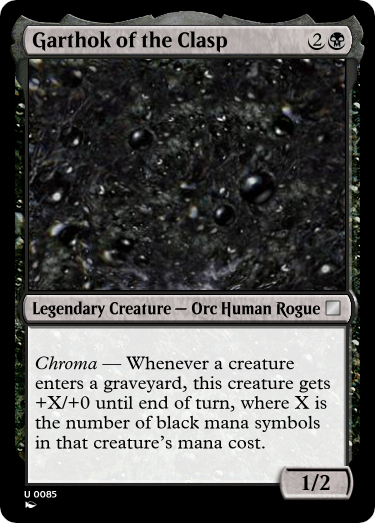 Garthok of the Clasp 2
Legendary Creature — Orc Human Rogue
Chroma — Whenever a creature
enters a graveyard, this creature gets
+X/+0 until end of turn, where X is
the number of black mana symbols
in that creature's mana cost.
1/2
U 0085